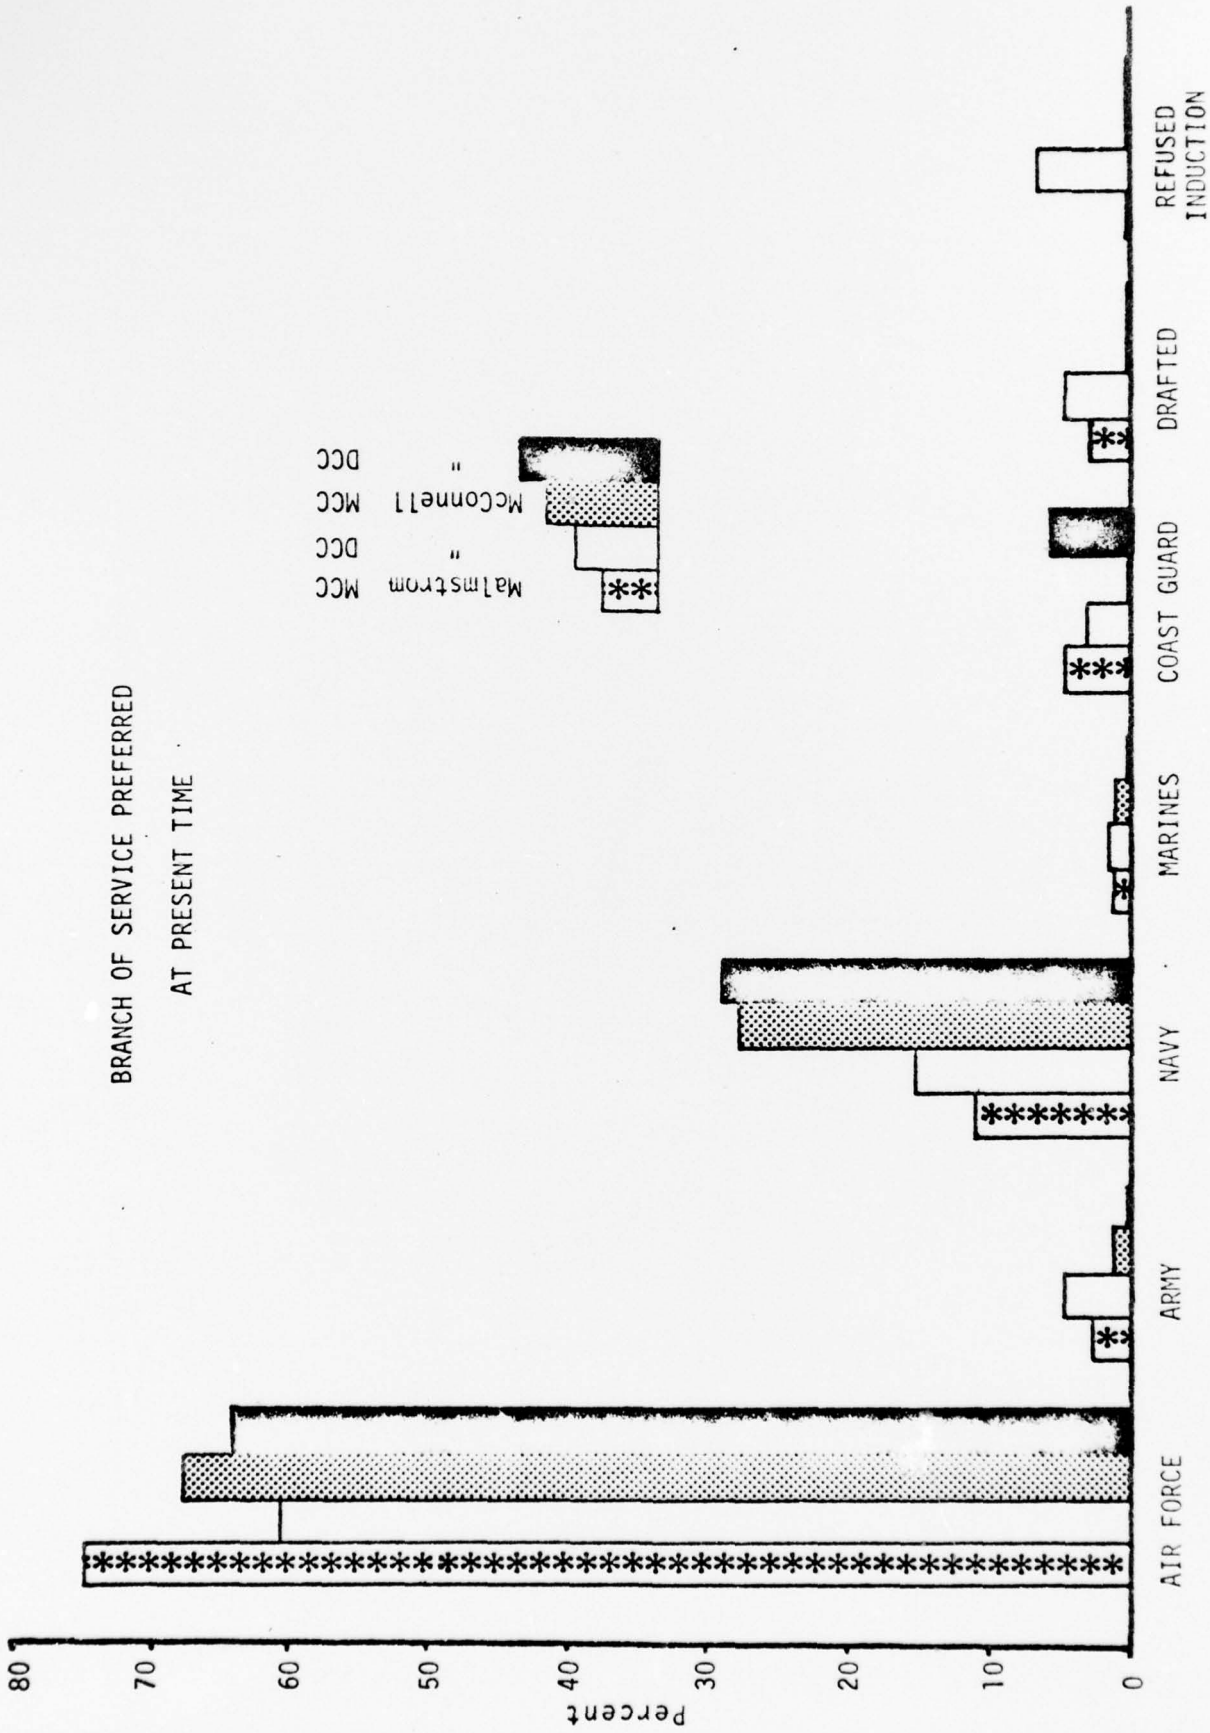 BRANCH OF SERVICE PREFERRED
AT PRESENT TIME
Malmstrom MCC
" DCC
McConnell MCC
" DCC
Percent
80
70
60
50
40
30
20
10
0
AIR FORCE
ARMY
NAVY
MARINES
COAST GUARD
DRAFTED
REFUSED
INDUCTION